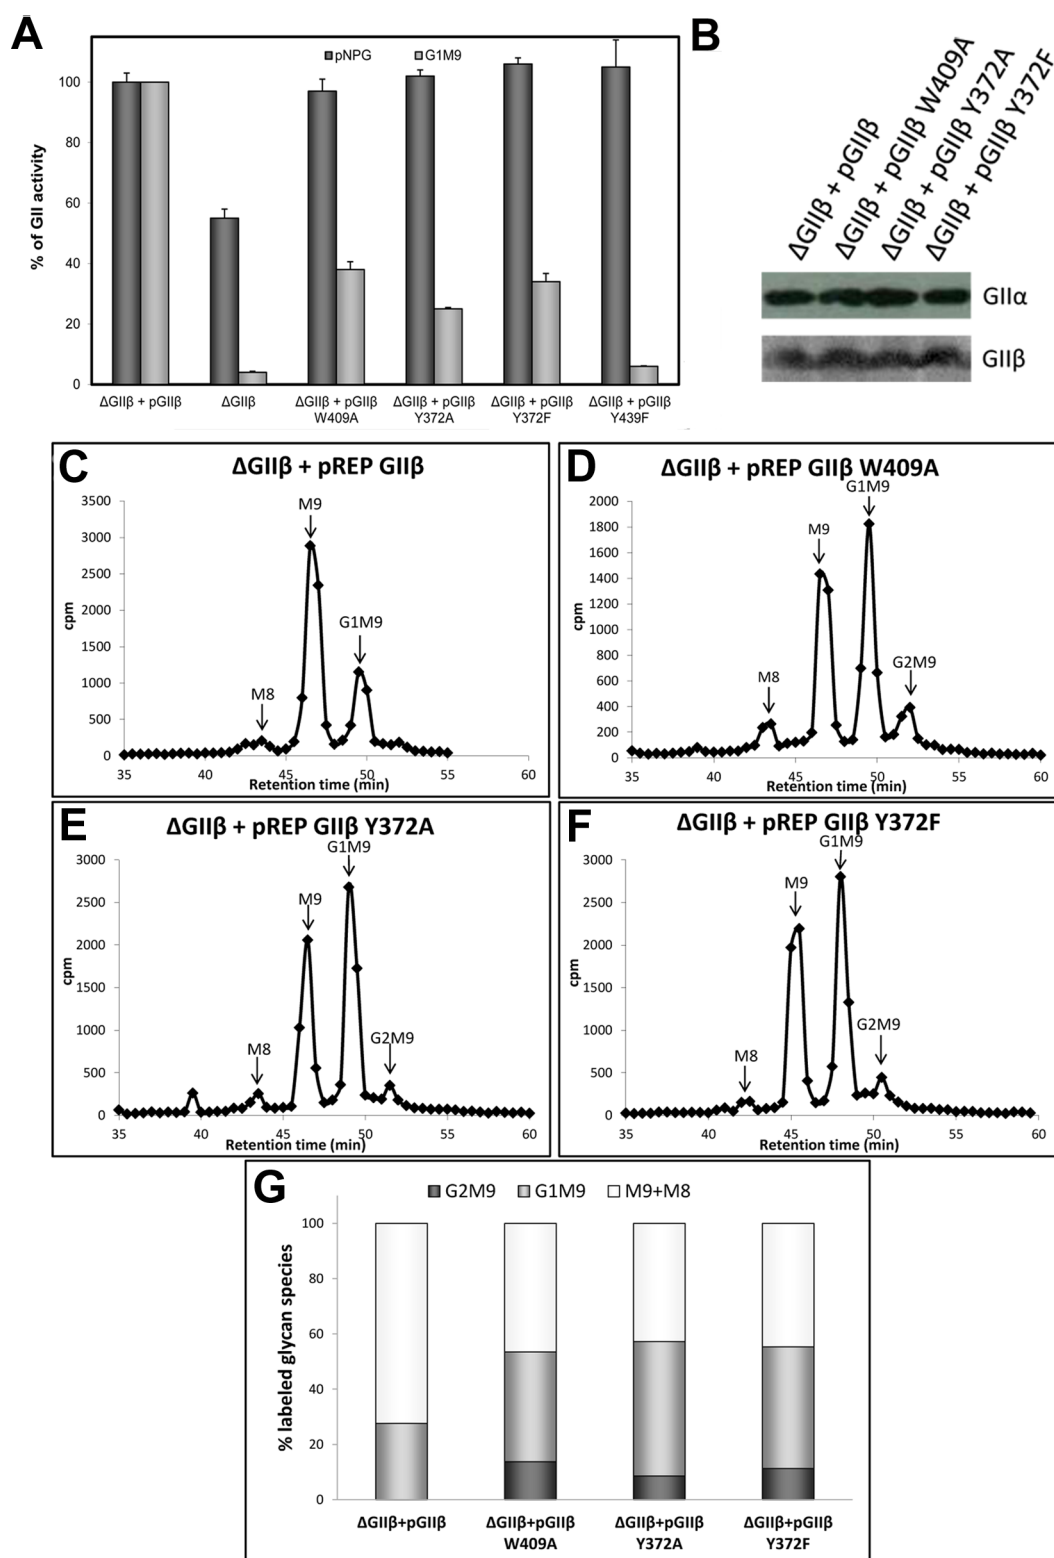 A
pNPG G1M9
% of GII activity
100
80
60
40
20
0
ΔGIIβ + pGIIβ
ΔGIIβ
ΔGIIβ + pGIIβ
W409A
ΔGIIβ + pGIIβ
Y372A
ΔGIIβ + pGIIβ
Y372F
ΔGIIβ + pGIIβ
Y439F
B
ΔGIIβ + pGIIβ
ΔGIIβ + pGIIβ W409A
ΔGIIβ + pGIIβ Y372A
ΔGIIβ + pGIIβ Y372F
GIIα
GIIβ
C
ΔGIIβ + pREP GIIβ
cpm
3500
3000
2500
2000
1500
1000
500
0
M8
M9
G1M9
35 40 45 50 55 60
Retention time (min)
D
ΔGIIβ + pREP GIIβ W409A
cpm
2000
1800
1600
1400
1200
1000
800
600
400
200
0
M8
M9
G1M9
G2M9
35 40 45 50 55 60
Retention time (min)
E
ΔGIIβ + pREP GIIβ Y372A
cpm
3000
2500
2000
1500
1000
500
0
M8
M9
G1M9
G2M9
35 40 45 50 55 60
Retention time (min)
F
ΔGIIβ + pREP GIIβ Y372F
cpm
3000
2500
2000
1500
1000
500
0
M8
M9
G1M9
G2M9
35 40 45 50 55 60
Retention time (min)
G
G2M9 G1M9 M9+M8
% labeled glycan species
100
80
60
40
20
0
ΔGIIβ+pGIIβ
ΔGIIβ+pGIIβ
W409A
ΔGIIβ+pGIIβ
Y372A
ΔGIIβ+pGIIβ
Y372F